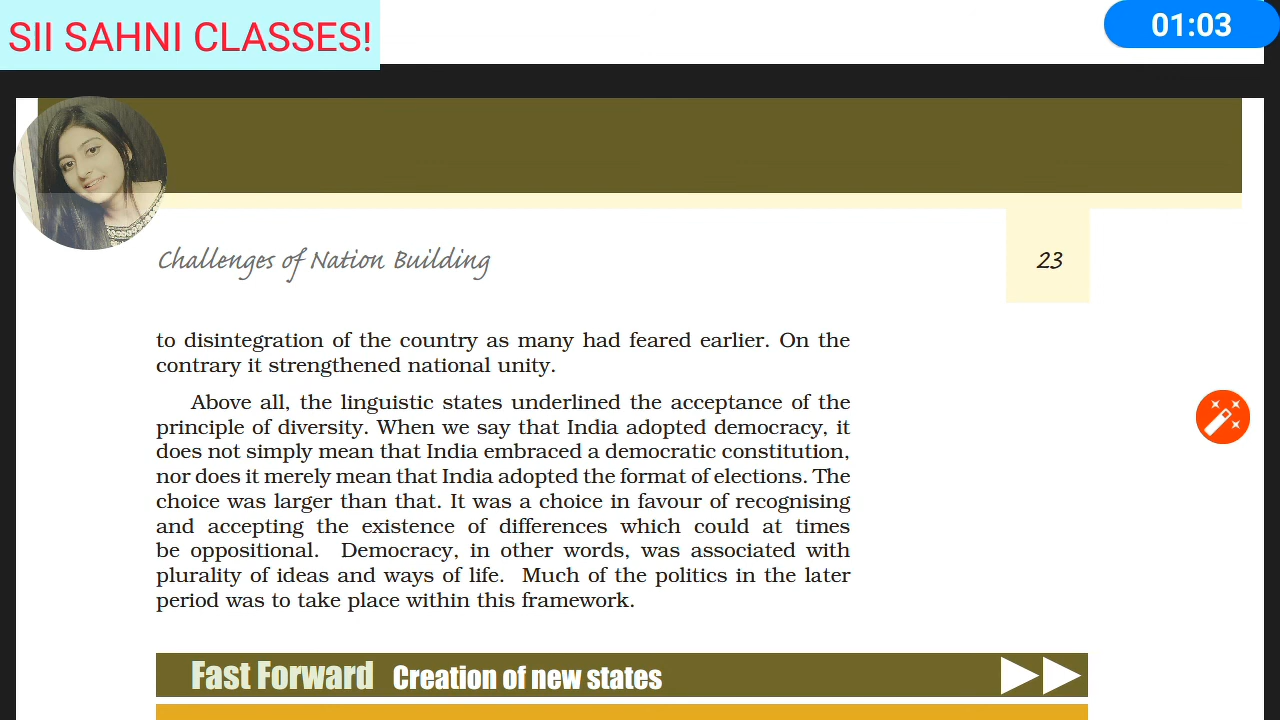 SII SAHNI CLASSES!
01:03
Challenges of Nation Building
23
to disintegration of the country as many had feared earlier. On the
contrary it strengthened national unity.
Above all, the linguistic states underlined the acceptance of the
principle of diversity. When we say that India adopted democracy, it
does not simply mean that India embraced a democratic constitution,
nor does it merely mean that India adopted the format of elections. The
choice was larger than that. It was a choice in favour of recognising
and accepting the existence of differences which could at times
be oppositional. Democracy, in other words, was associated with
plurality of ideas and ways of life. Much of the politics in the later
period was to take place within this framework.
Fast Forward Creation of new states